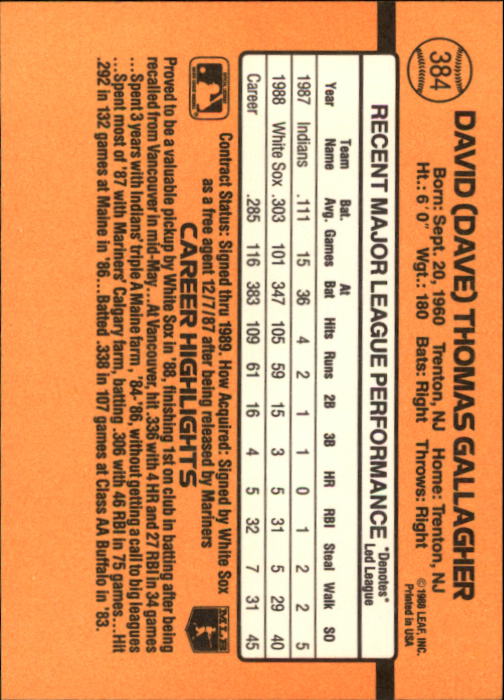 384
DAVID (DAVE) THOMAS GALLAGHER
Born: Sept. 20, 1960 Trenton, NJ Home: Trenton, NJ
Ht.: 6' 0" Wgt.: 180 Bats: Right Throws: Right
©1988 LEAF, INC.
Printed in USA
RECENT MAJOR LEAGUE PERFORMANCE
*Denotes*
Led League
Year Team Name Bat. Avg. Games At Bat Hits Runs 2B 3B HR RBI Steal Walk SO
1987 Indians .111 15 36 4 2 1 1 0 1 2 2 5
1988 White Sox .303 101 347 105 59 15 3 5 31 5 29 40
Career .285 116 383 109 61 16 4 5 32 7 31 45
Contract Status: Signed thru 1989. How Acquired: Signed by White Sox
as a free agent 12/7/87 after being released by Mariners
CAREER HIGHLIGHTS
MLB
Proved to be a valuable pickup by White Sox in '88, finishing 1st on club in batting after being
recalled from Vancouver in mid-May...At Vancouver, hit .336 with 4 HR and 27 RBI in 34 games
...Spent 3 years with Indians' triple A Maine farm, '84-'86, without getting a call to big leagues
...Spent most of '87 with Mariners' Calgary farm, batting .306 with 46 RBI in 75 games...Hit
.292 in 132 games at Maine in '86...Batted .338 in 107 games at Class AA Buffalo in '83.